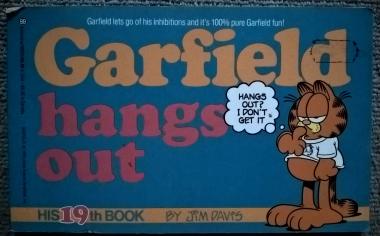 Garfield lets go of his inhibitions and it's 100% pure Garfield fun!
Garfield
hangs
out
HANGS
OUT?
I DON'T
GET IT
HIS 19th BOOK BY JIM DAVIS